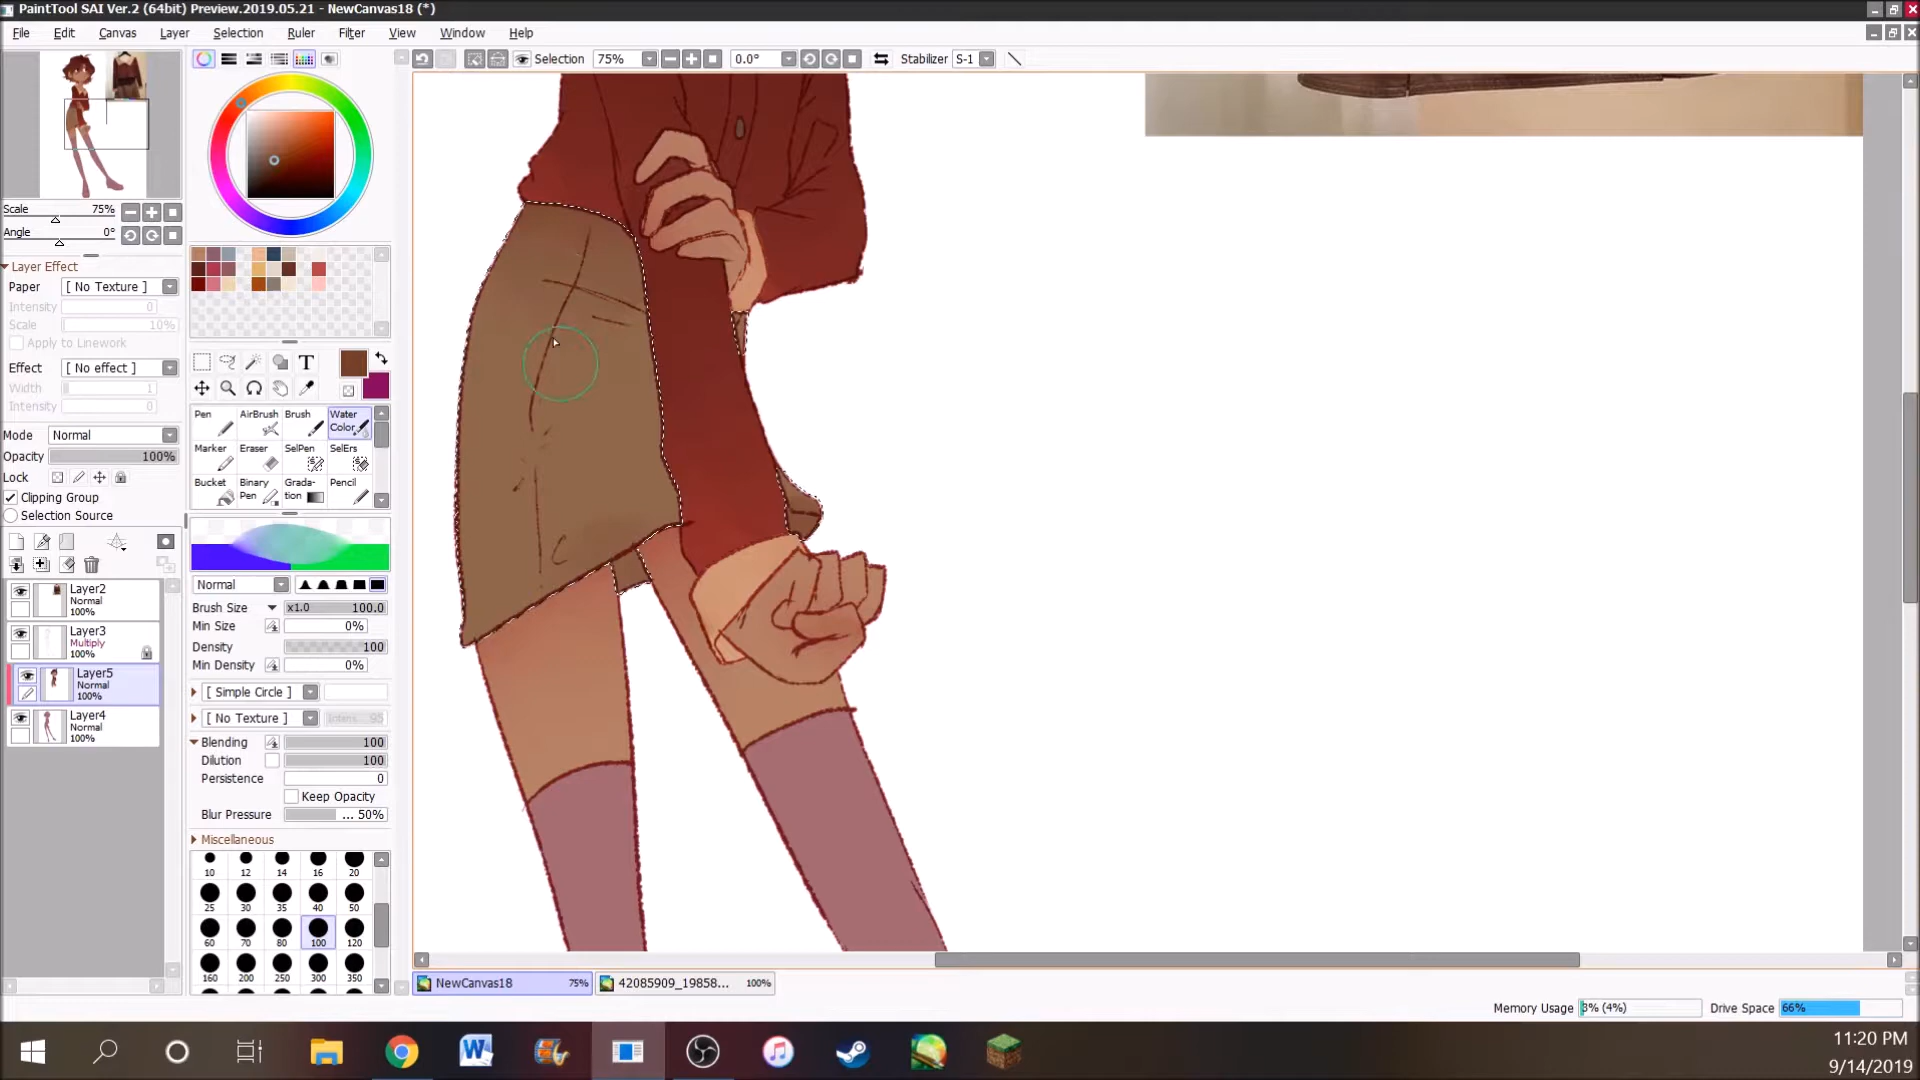 PaintTool SAI Ver.2 (64bit) Preview.2019.05.21 - NewCanvas18 (*)
File Edit Canvas Layer Selection Ruler Filter View Window Help
Selection 75% 0.0° Stabilizer S-1
Scale 75%
Angle 0°
Layer Effect
Paper [ No Texture ]
Intensity 0
Scale 10%
Apply to Linework
Effect [ No effect ]
Width 1
Intensity 0
Mode Normal
Opacity 100%
Lock
Clipping Group
Selection Source
Layer2
Normal
100%
Layer3
Multiply
100%
Layer5
Normal
100%
Layer4
Normal
100%
T
Pen AirBrush Brush Water Color
Marker Eraser SelPen SelErs
Bucket Binary Pen Grada-tion Pencil
Normal
Brush Size x1.0 100.0
Min Size 0%
Density 100
Min Density 0%
[ Simple Circle ]
[ No Texture ] Intens... 95
Blending 100
Dilution 100
Persistence 0
Keep Opacity
Blur Pressure ... 50%
Miscellaneous
10 12 14 16 20
25 30 35 40 50
60 70 80 100 120
160 200 250 300 350
NewCanvas18 75% 42085909_19858... 100%
Memory Usage 3% (4%) Drive Space 66%
11:20 PM
9/14/2019